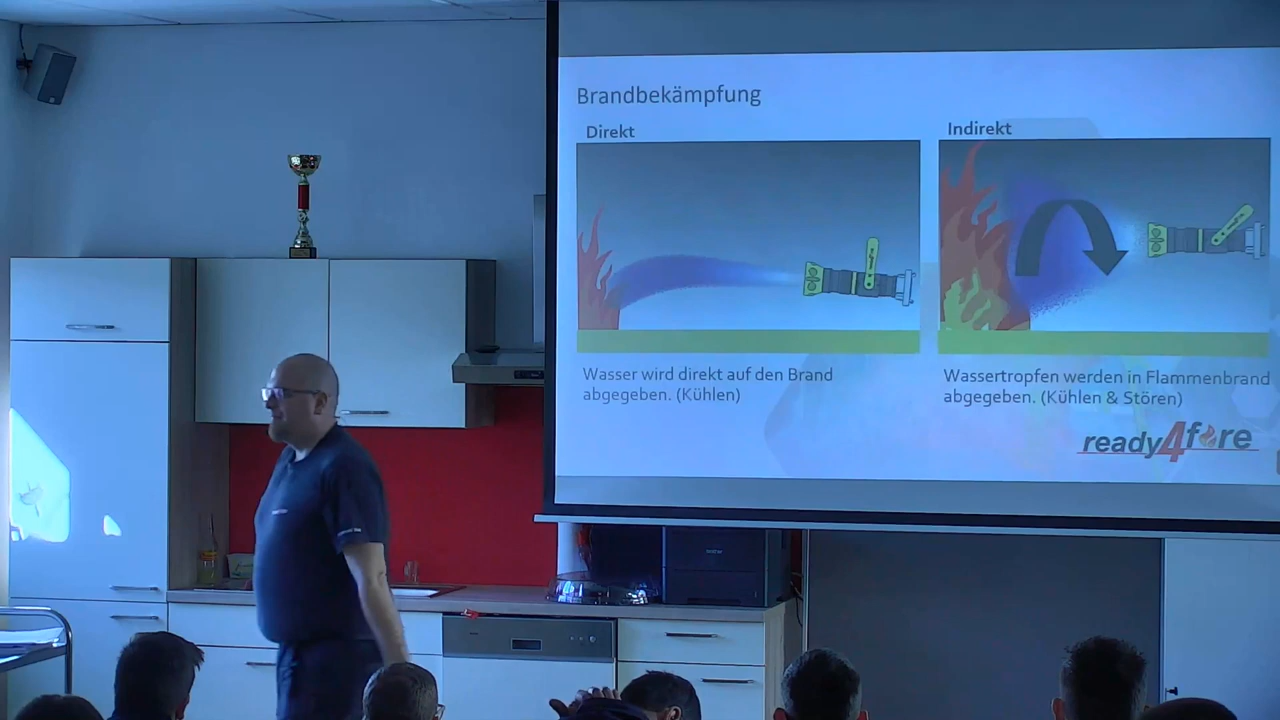 Brandbekämpfung
Direkt
Indirekt
Wasser wird direkt auf den Brand
abgegeben. (Kühlen)
Wassertropfen werden in Flammenbrand
abgegeben. (Kühlen & Stören)
ready4fire
brother